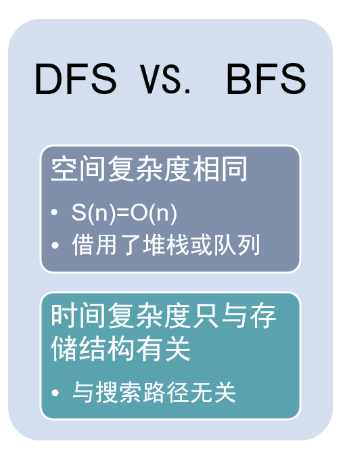 DFS VS. BFS
空间复杂度相同
• S(n)=O(n)
• 借用了堆栈或队列
时间复杂度只与存
储结构有关
• 与搜索路径无关